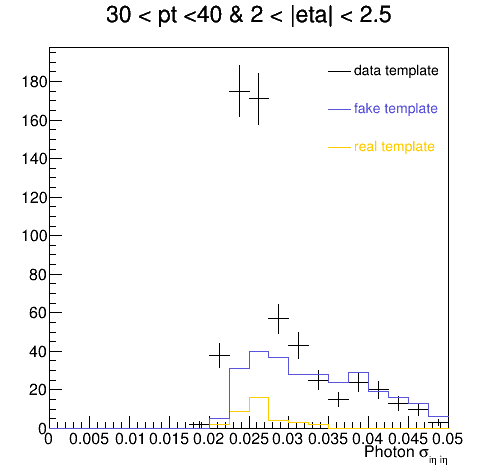 30 < pt <40 & 2 < |eta| < 2.5
data template
fake template
real template
180
160
140
120
100
80
60
40
20
0
0 0.005 0.01 0.015 0.02 0.025 0.03 0.035 0.04 0.045 0.05
Photon σiη iη